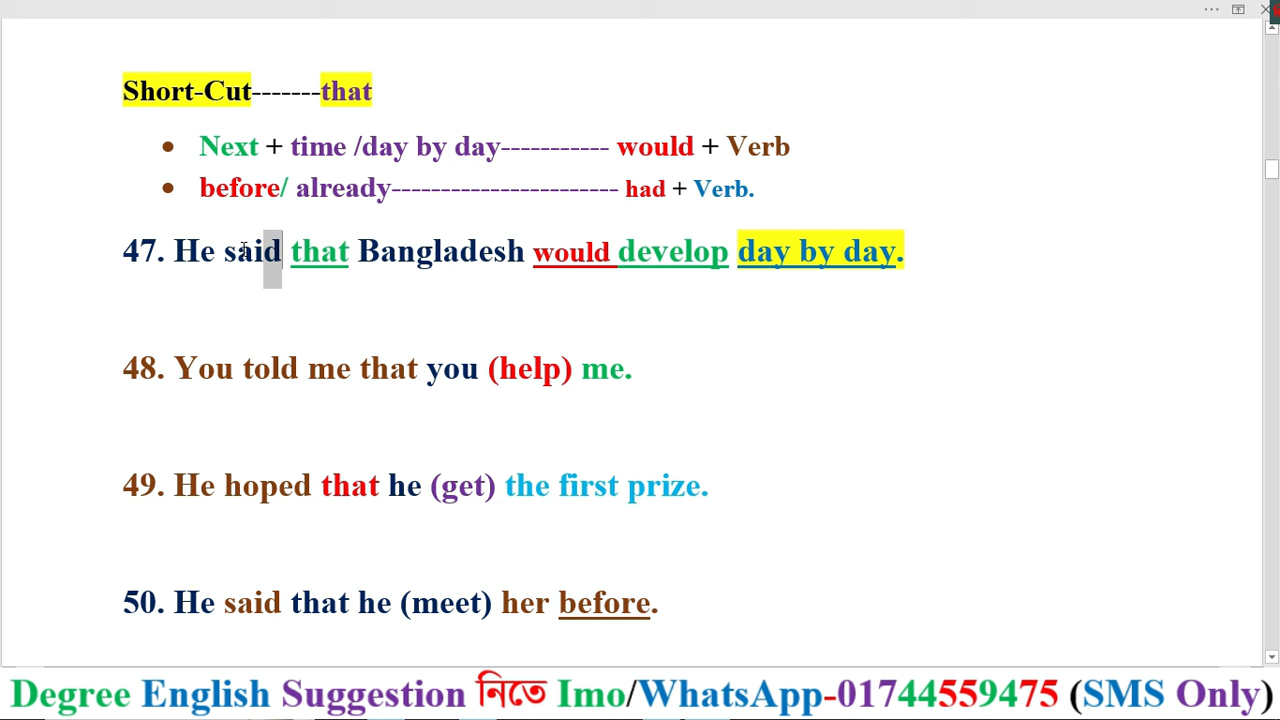 Short-Cut-------that
• Next + time /day by day----------- would + Verb
• before/ already----------------------- had + Verb.
47. He said that Bangladesh would develop day by day.
48. You told me that you (help) me.
49. He hoped that he (get) the first prize.
50. He said that he (meet) her before.
Degree English Suggestion নিতে Imo/WhatsApp-01744559475 (SMS Only)